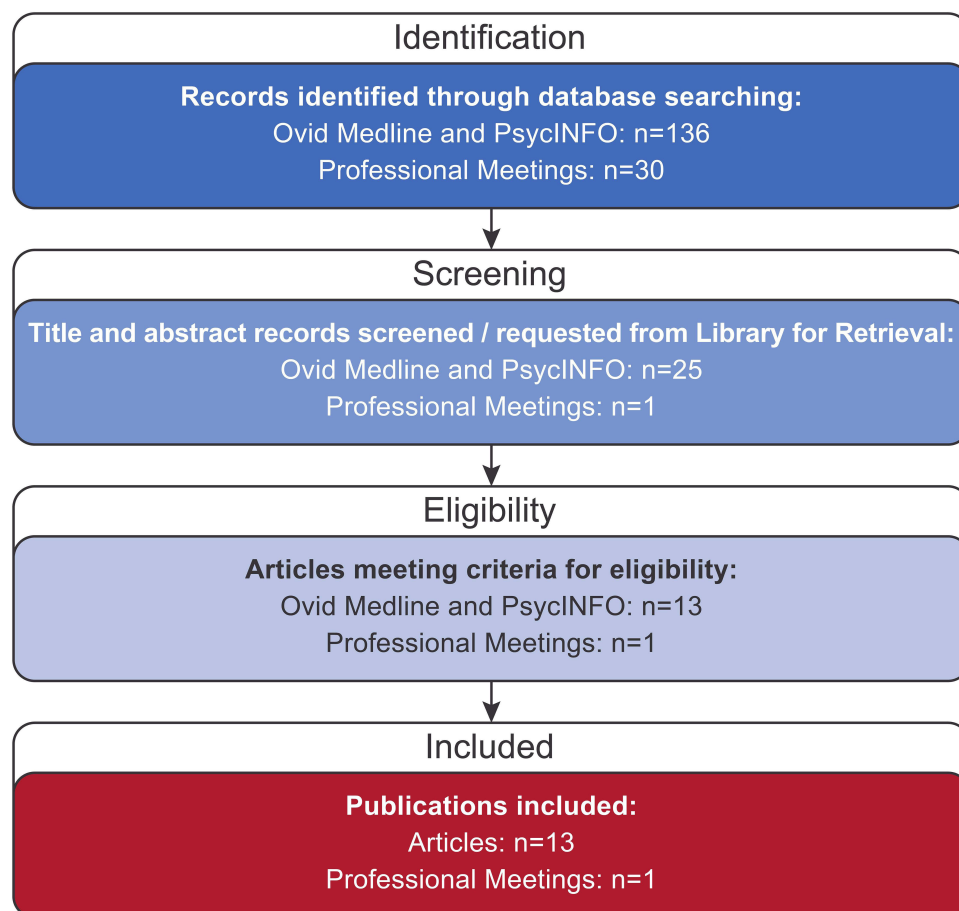 Identification
Records identified through database searching:
Ovid Medline and PsycINFO: n=136
Professional Meetings: n=30
Screening
Title and abstract records screened / requested from Library for Retrieval:
Ovid Medline and PsycINFO: n=25
Professional Meetings: n=1
Eligibility
Articles meeting criteria for eligibility:
Ovid Medline and PsycINFO: n=13
Professional Meetings: n=1
Included
Publications included:
Articles: n=13
Professional Meetings: n=1